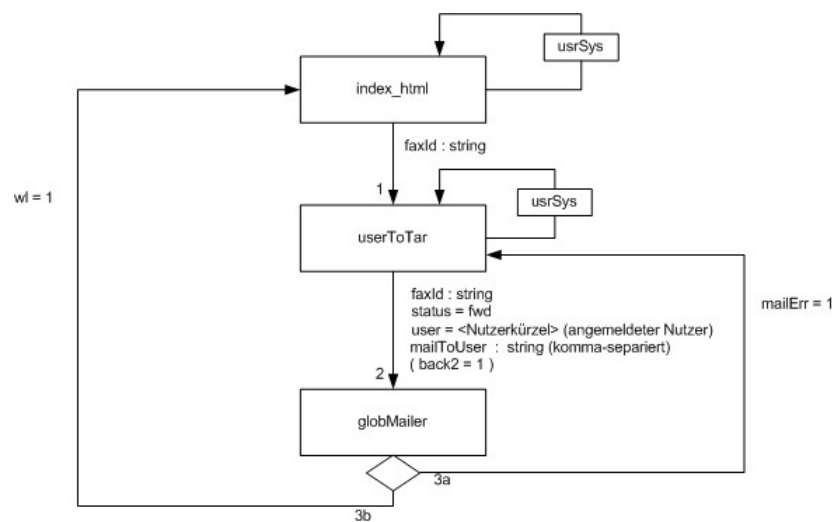 usrSys
index_html
faxId : string
wl = 1
1
usrSys
userToTar
faxId : string
status = fwd
user = <Nutzerkürzel> (angemeldeter Nutzer)
mailToUser : string (komma-separiert)
( back2 = 1 )
mailErr = 1
2
globMailer
3a
3b